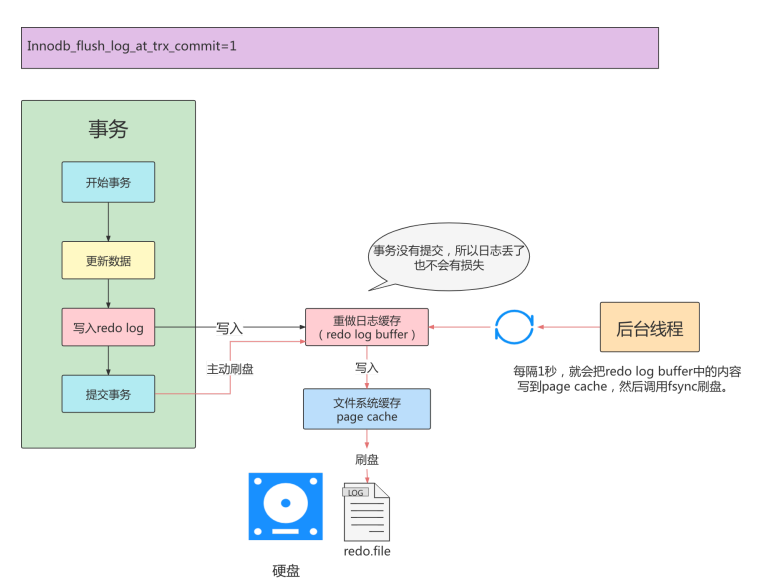 Innodb_flush_log_at_trx_commit=1
事务
开始事务
更新数据
写入redo log
提交事务
写入
主动刷盘
事务没有提交，所以日志丢了
也不会有损失
重做日志缓存
（redo log buffer）
写入
文件系统缓存
page cache
刷盘
LOG
redo.file
硬盘
后台线程
每隔1秒，就会把redo log buffer中的内容
写到page cache，然后调用fsync刷盘。